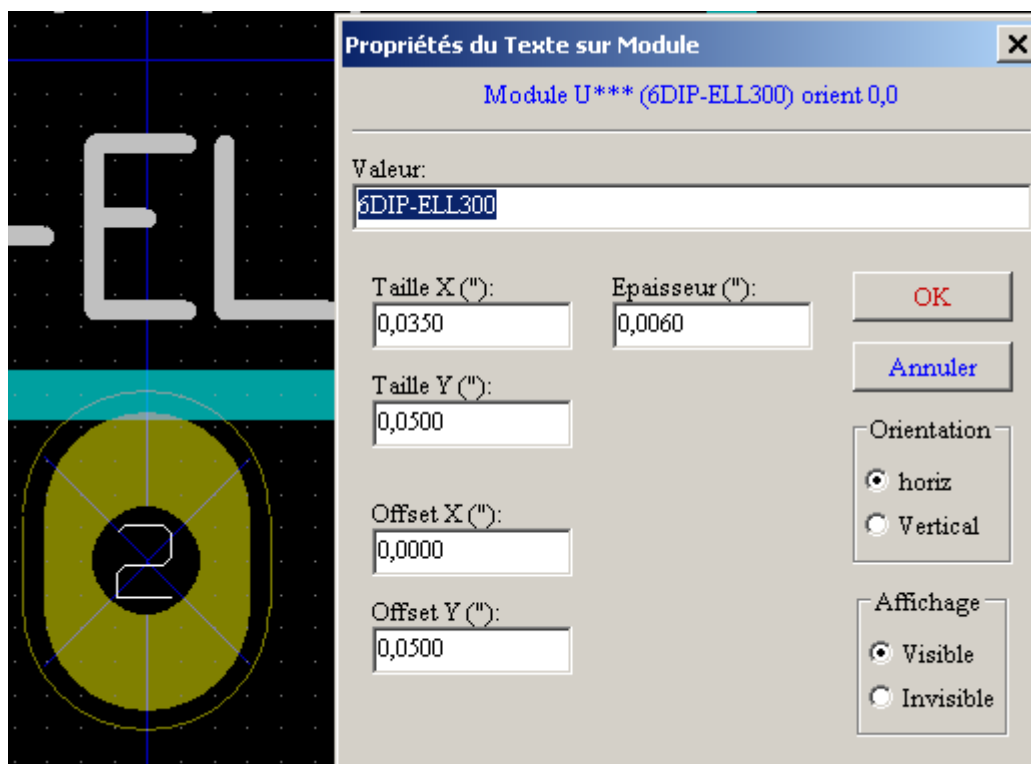 -EL
2
Propriétés du Texte sur Module
Module U*** (6DIP-ELL300) orient 0,0
Valeur:
6DIP-ELL300
Taille X ("):
0,0350
Epaisseur ("):
0,0060
OK
Annuler
Taille Y ("):
0,0500
Orientation
horiz
Vertical
Offset X ("):
0,0000
Offset Y ("):
0,0500
Affichage
Visible
Invisible